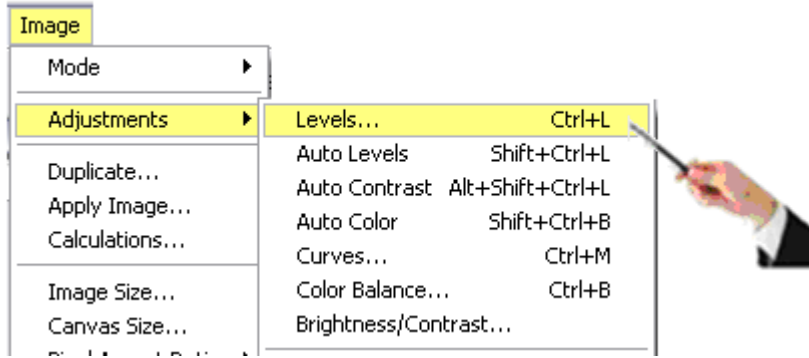 Image
Mode
Adjustments
Duplicate...
Apply Image...
Calculations...
Image Size...
Canvas Size...
Levels... Ctrl+L
Auto Levels Shift+Ctrl+L
Auto Contrast Alt+Shift+Ctrl+L
Auto Color Shift+Ctrl+B
Curves... Ctrl+M
Color Balance... Ctrl+B
Brightness/Contrast...